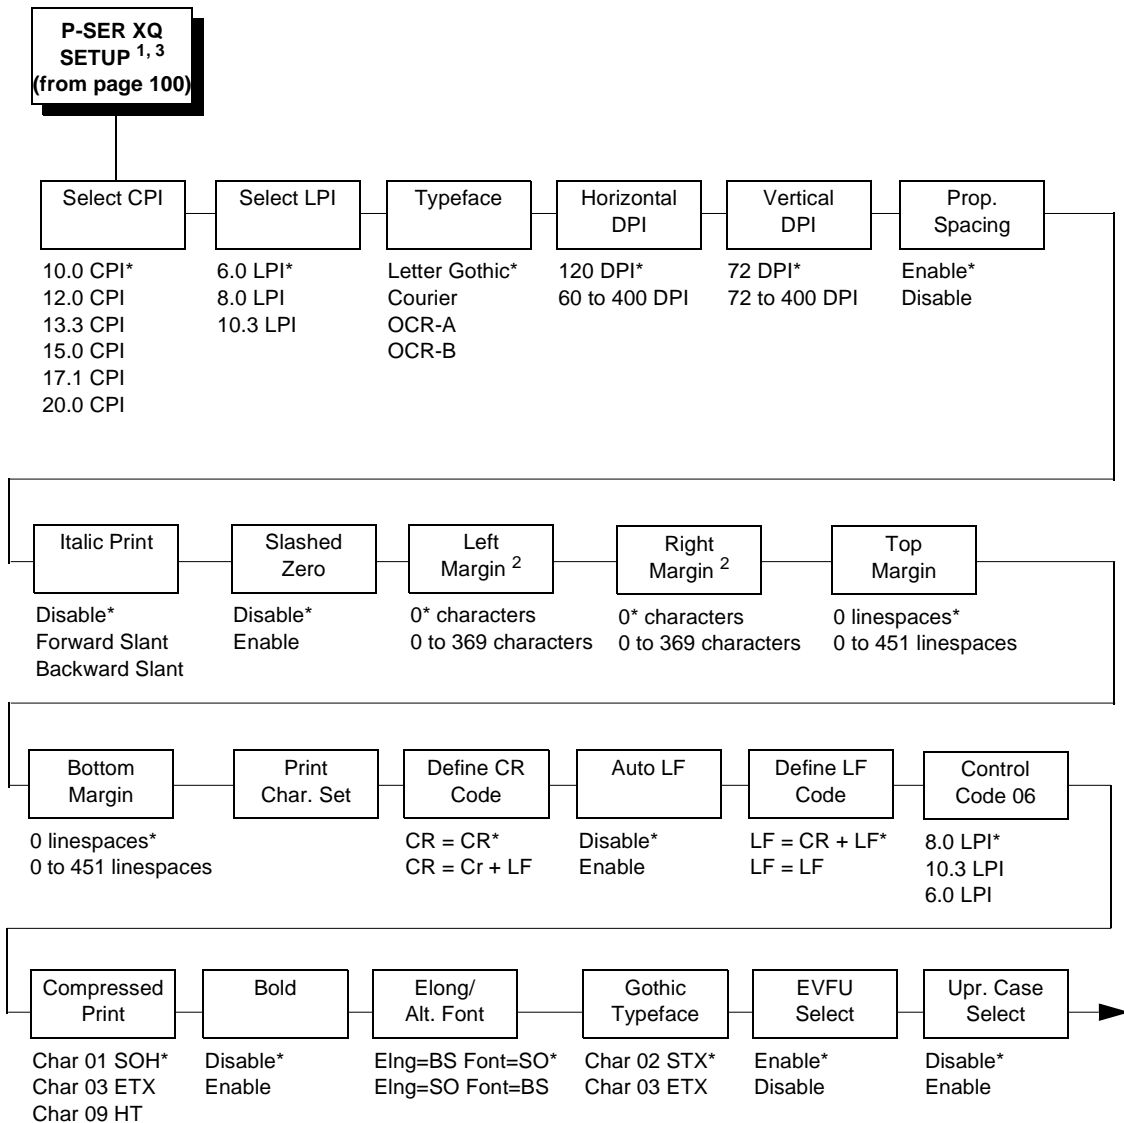 P-SER XQ
SETUP 1, 3
(from page 100)
Select CPI
10.0 CPI*
12.0 CPI
13.3 CPI
15.0 CPI
17.1 CPI
20.0 CPI
Select LPI
6.0 LPI*
8.0 LPI
10.3 LPI
Typeface
Letter Gothic*
Courier
OCR-A
OCR-B
Horizontal
DPI
120 DPI*
60 to 400 DPI
Vertical
DPI
72 DPI*
72 to 400 DPI
Prop.
Spacing
Enable*
Disable
Italic Print
Disable*
Forward Slant
Backward Slant
Slashed
Zero
Disable*
Enable
Left
Margin 2
0* characters
0 to 369 characters
Right
Margin 2
0* characters
0 to 369 characters
Top
Margin
0 linespaces*
0 to 451 linespaces
Bottom
Margin
0 linespaces*
0 to 451 linespaces
Print
Char. Set
Define CR
Code
CR = CR*
CR = Cr + LF
Auto LF
Disable*
Enable
Define LF
Code
LF = CR + LF*
LF = LF
Control
Code 06
8.0 LPI*
10.3 LPI
6.0 LPI
Compressed
Print
Char 01 SOH*
Char 03 ETX
Char 09 HT
Bold
Disable*
Enable
Elong/
Alt. Font
Elng=BS Font=SO*
Elng=SO Font=BS
Gothic
Typeface
Char 02 STX*
Char 03 ETX
EVFU
Select
Enable*
Disable
Upr. Case
Select
Disable*
Enable